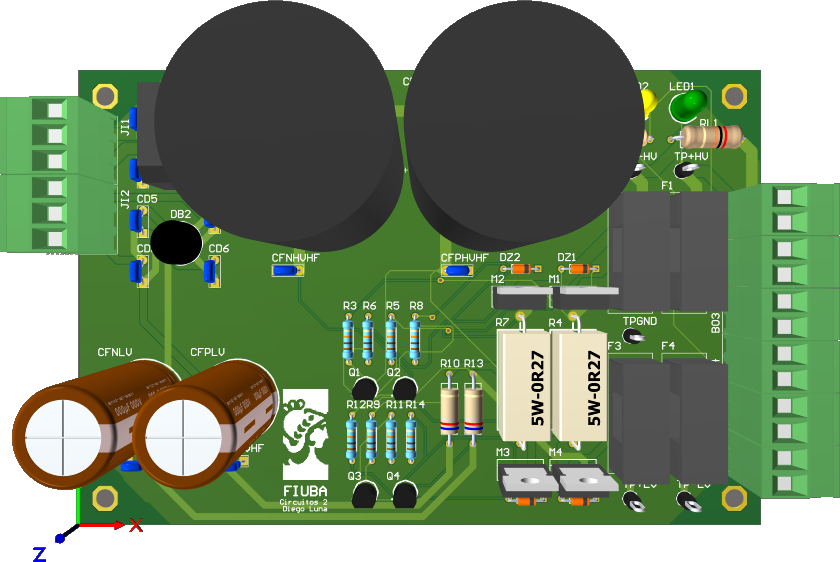 LED1
RL1
JI1
TP+HV
F1
JI2
CD5
DB2
CD6
CFNHVHF
CFPHVHF
DZ2
DZ1
M2
M1
R3 R6 R5 R8
R7
R4
TPGND
BO3
CFNLV
CFPLV
F3
F4
Q1
Q2
R10 R13
5W-0R27
5W-0R27
R12 R9 R11 R14
M3
M4
Q3
Q4
FIUBA
Circuitos 2
Diego Luna
X
Z